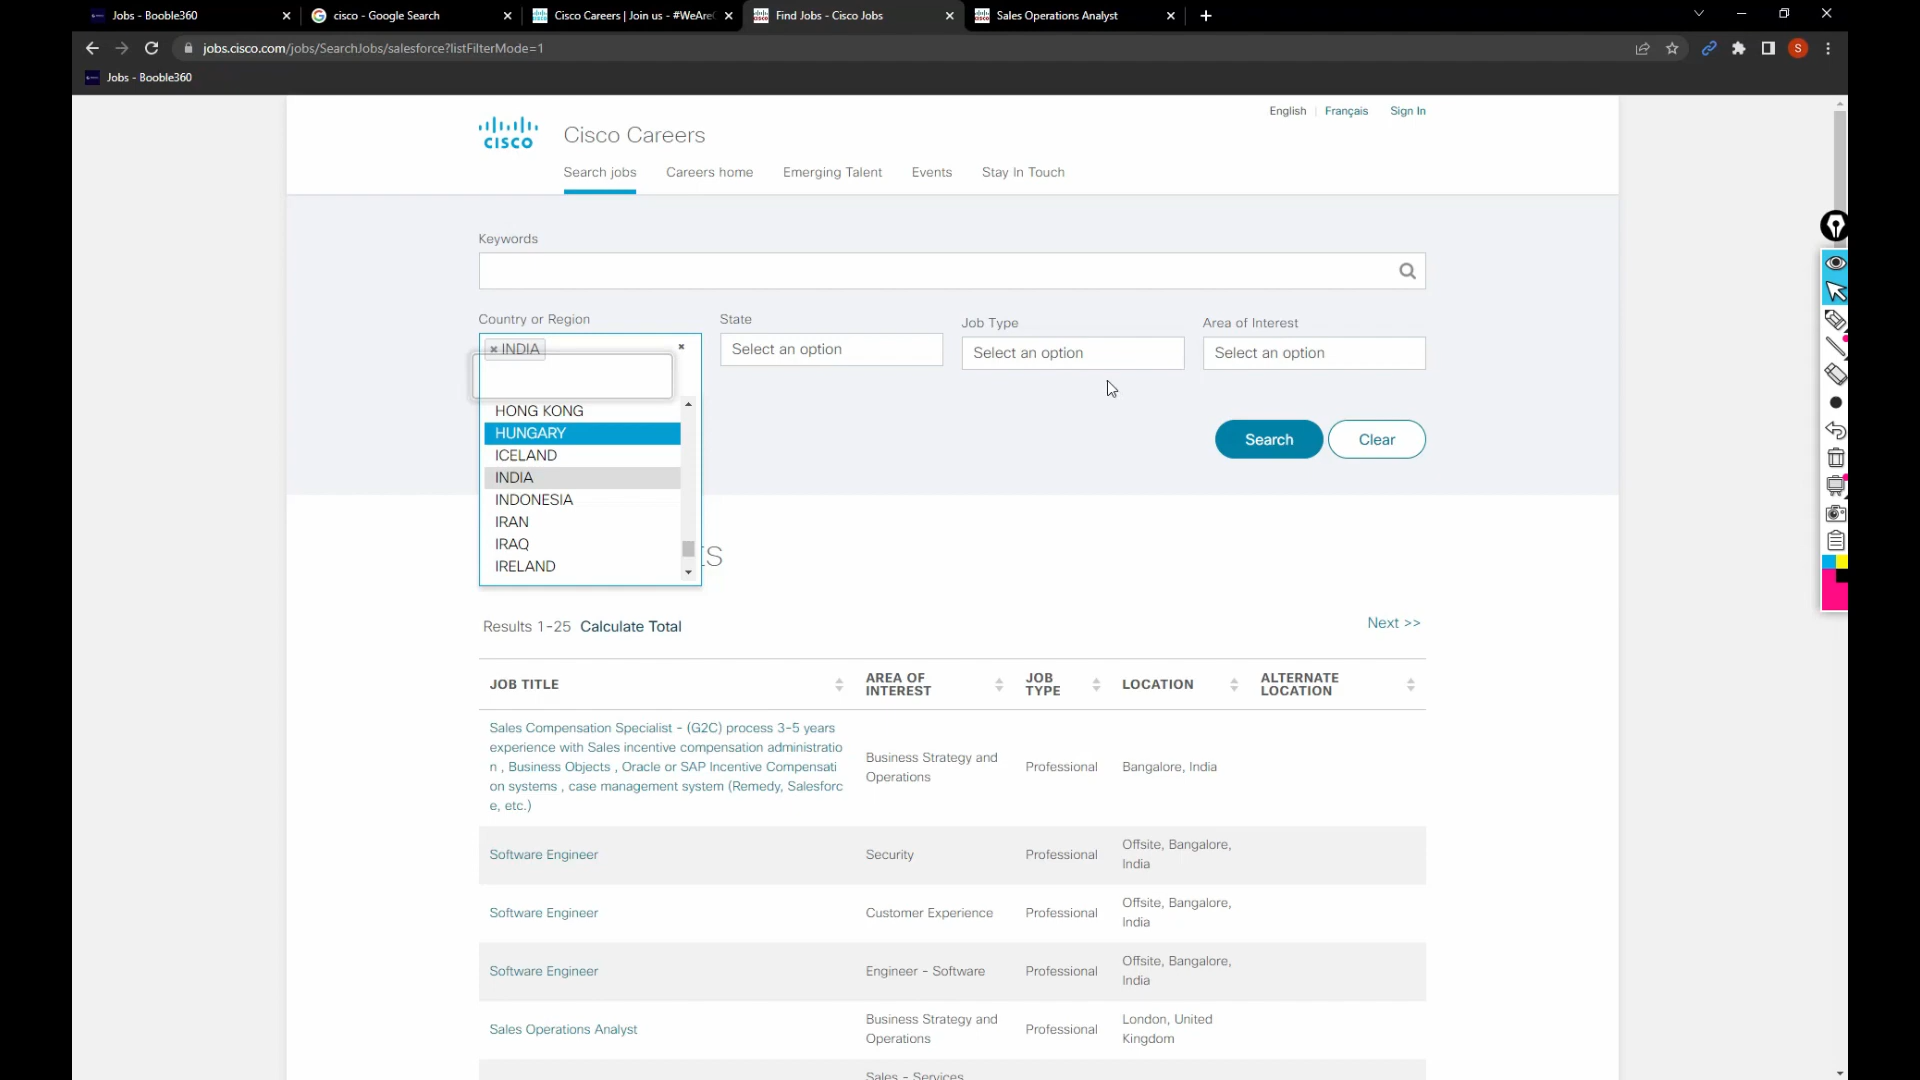 Jobs - Booble360
cisco - Google Search
Cisco Careers | Join us - #WeAre
Find Jobs - Cisco Jobs
Sales Operations Analyst
jobs.cisco.com/jobs/SearchJobs/salesforce?listFilterMode=1
S
Jobs - Booble360
English
Français
Sign In
CISCO
Cisco Careers
Search jobs
Careers home
Emerging Talent
Events
Stay In Touch
Keywords
Country or Region
State
Job Type
Area of Interest
× INDIA
Select an option
Select an option
Select an option
HONG KONG
HUNGARY
ICELAND
INDIA
INDONESIA
IRAN
IRAQ
IRELAND
Search
Clear
Results 1-25 Calculate Total
Next >>
JOB TITLE
AREA OF
INTEREST
JOB
TYPE
LOCATION
ALTERNATE
LOCATION
Sales Compensation Specialist - (G2C) process 3-5 years
experience with Sales incentive compensation administratio
n , Business Objects , Oracle or SAP Incentive Compensati
on systems , case management system (Remedy, Salesforc
e, etc.)
Business Strategy and
Operations
Professional
Bangalore, India
Software Engineer
Security
Professional
Offsite, Bangalore,
India
Software Engineer
Customer Experience
Professional
Offsite, Bangalore,
India
Software Engineer
Engineer - Software
Professional
Offsite, Bangalore,
India
Sales Operations Analyst
Business Strategy and
Operations
Professional
London, United
Kingdom
Sales - Services